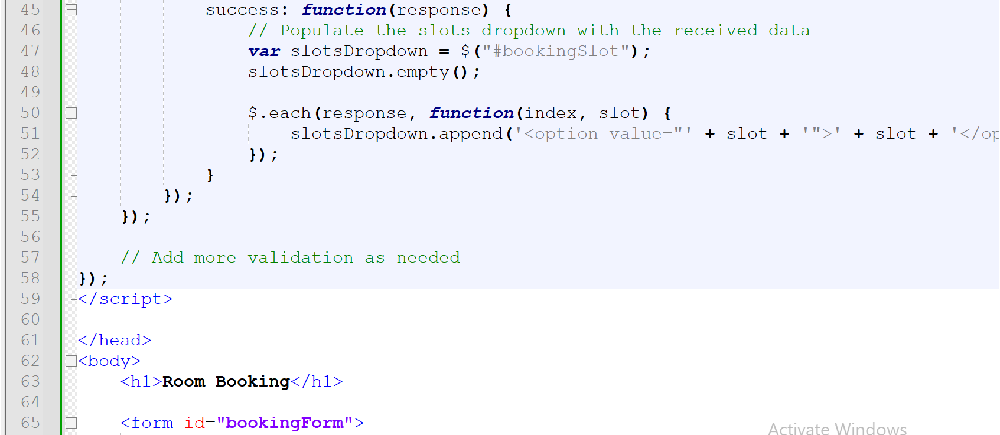 45 success: function(response) {
46 // Populate the slots dropdown with the received data
47 var slotsDropdown = $("#bookingSlot");
48 slotsDropdown.empty();
49
50 $.each(response, function(index, slot) {
51 slotsDropdown.append('<option value="' + slot + '">' + slot + '</op
52 });
53 }
54 });
55 });
56
57 // Add more validation as needed
58 });
59 </script>
60
61 </head>
62 <body>
63 <h1>Room Booking</h1>
64
65 <form id="bookingForm">
Activate Windows